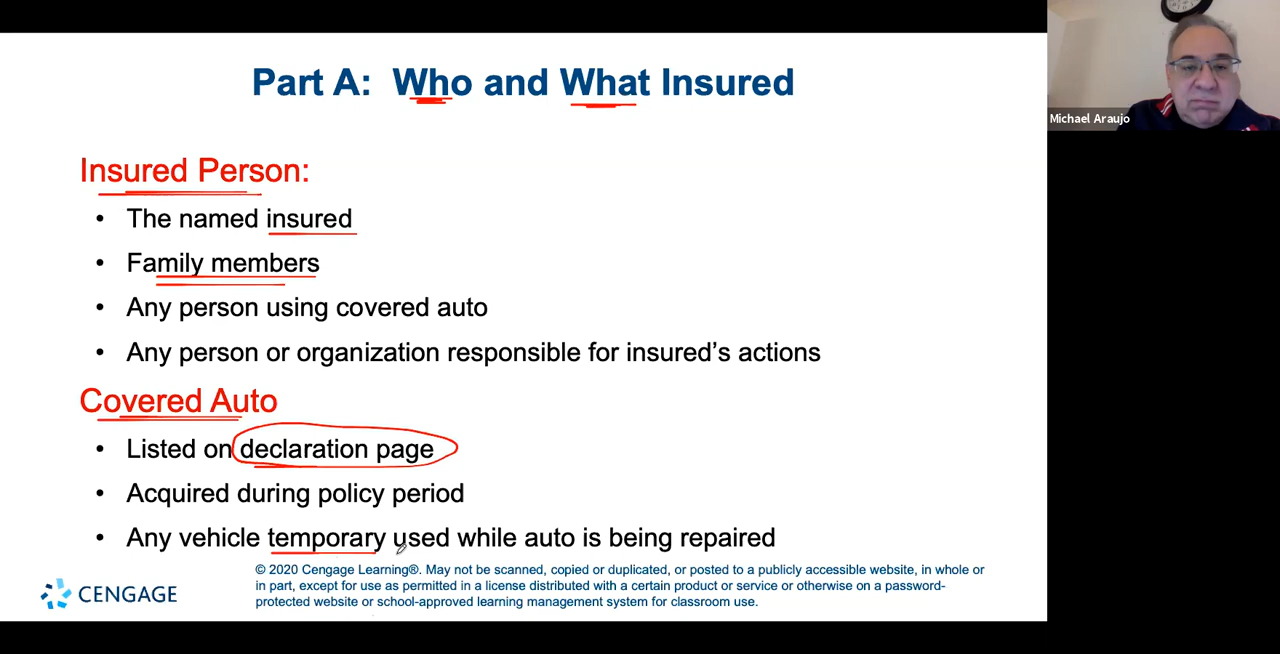 Part A: Who and What Insured
Michael Araujo
Insured Person:
• The named insured
• Family members
• Any person using covered auto
• Any person or organization responsible for insured's actions
Covered Auto
• Listed on declaration page
• Acquired during policy period
• Any vehicle temporary used while auto is being repaired
© 2020 Cengage Learning®. May not be scanned, copied or duplicated, or posted to a publicly accessible website, in whole or
in part, except for use as permitted in a license distributed with a certain product or service or otherwise on a password-
protected website or school-approved learning management system for classroom use.
CENGAGE